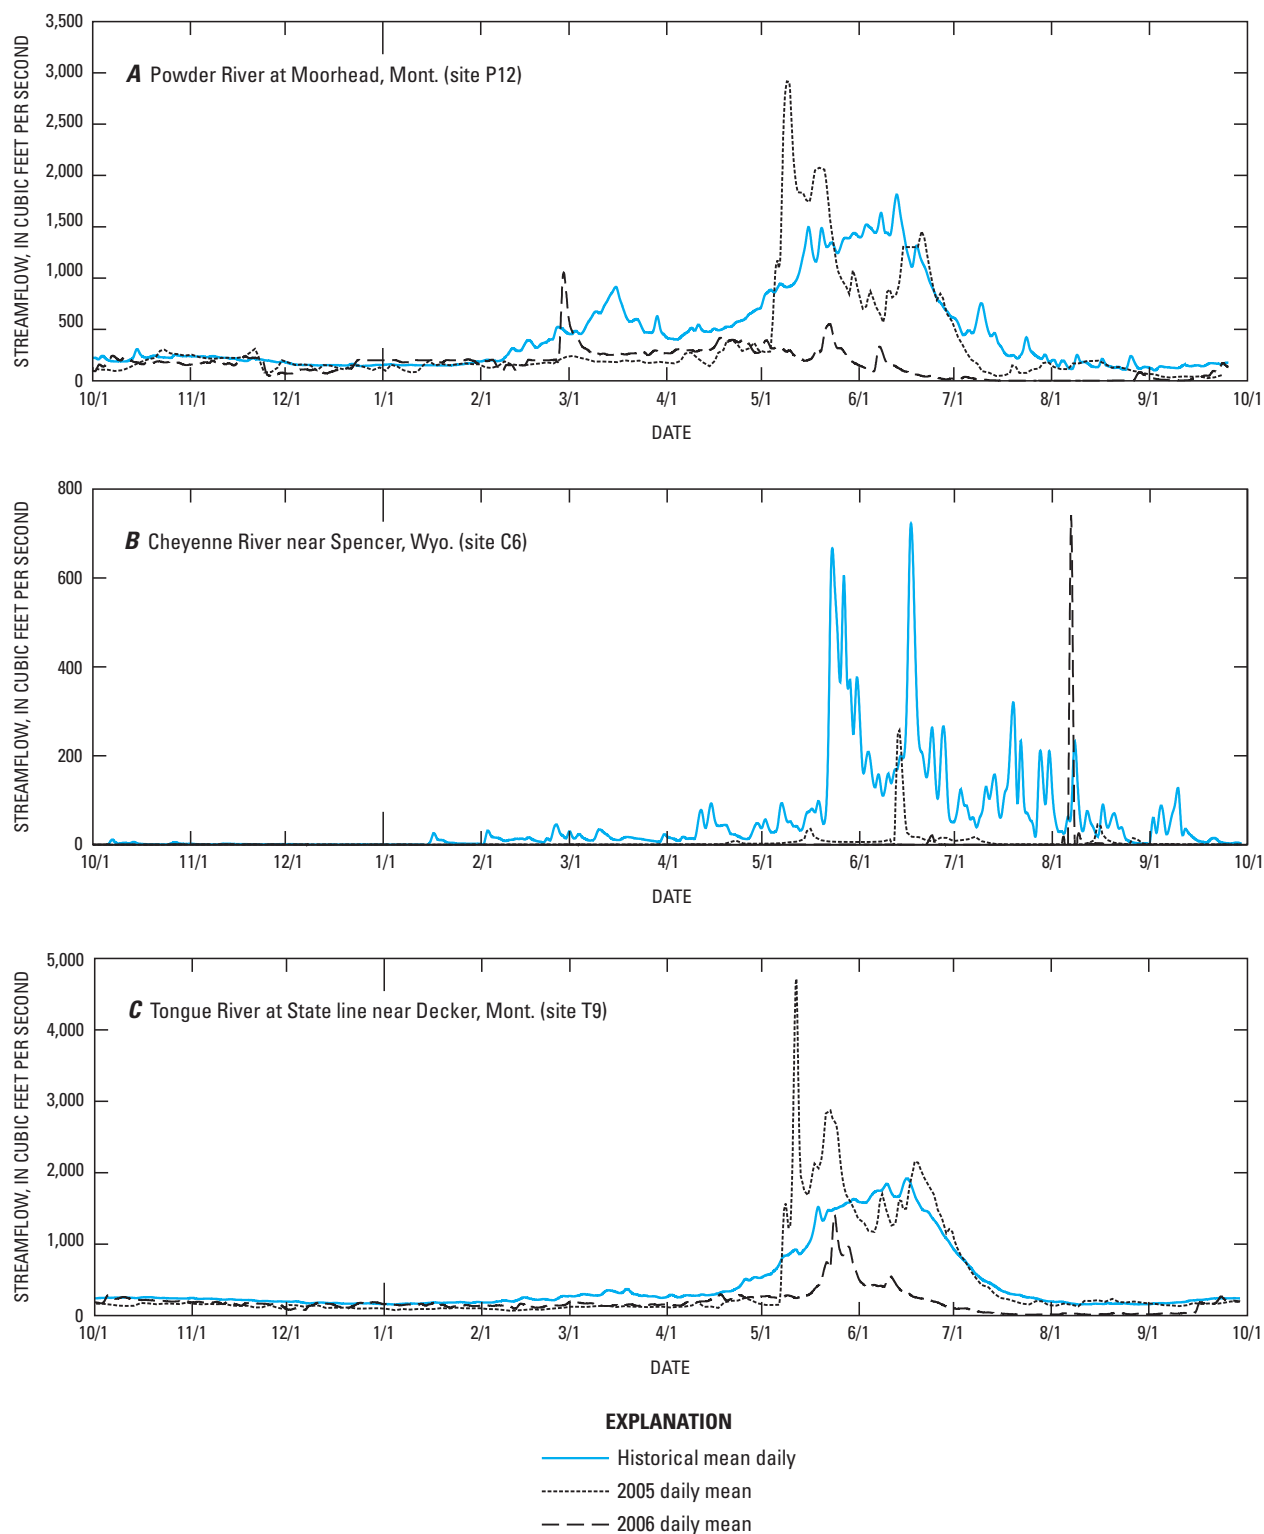 3,500
3,000
2,500
2,000
1,500
1,000
500
0
STREAMFLOW, IN CUBIC FEET PER SECOND
A Powder River at Moorhead, Mont. (site P12)
10/1 11/1 12/1 1/1 2/1 3/1 4/1 5/1 6/1 7/1 8/1 9/1 10/1
DATE
800
600
400
200
0
STREAMFLOW, IN CUBIC FEET PER SECOND
B Cheyenne River near Spencer, Wyo. (site C6)
10/1 11/1 12/1 1/1 2/1 3/1 4/1 5/1 6/1 7/1 8/1 9/1 10/1
DATE
5,000
4,000
3,000
2,000
1,000
0
STREAMFLOW, IN CUBIC FEET PER SECOND
C Tongue River at State line near Decker, Mont. (site T9)
10/1 11/1 12/1 1/1 2/1 3/1 4/1 5/1 6/1 7/1 8/1 9/1 10/1
DATE
EXPLANATION
Historical mean daily
2005 daily mean
2006 daily mean